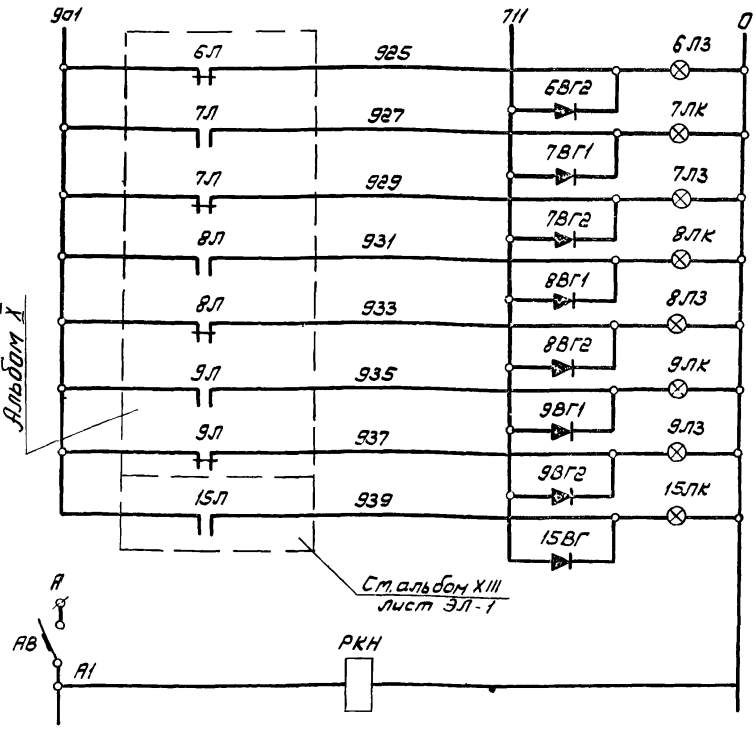 9а1 711 0
6Л 925 6ЛЗ
6ВГ2
7Л 927 7ЛК
7ВГ1
7Л 929 7ЛЗ
7ВГ2
8Л 931 8ЛК
8ВГ1
8Л 933 8ЛЗ
8ВГ2
9Л 935 9ЛК
9ВГ1
9Л 937 9ЛЗ
9ВГ2
15Л 939 15ЛК
15ВГ
Альбом X
Ст. альбом XIII
лист ЭЛ-1
А
АВ
А1
РКН